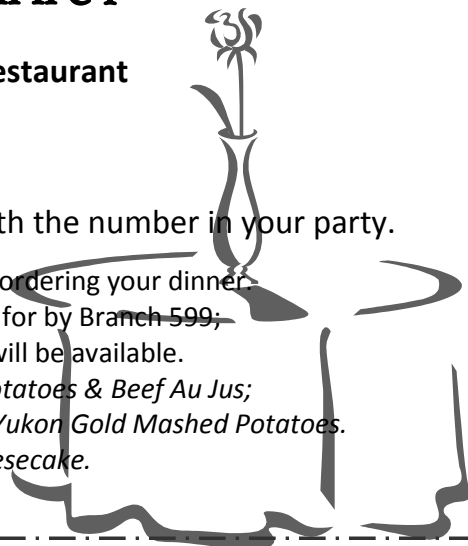 estaurant
th the number in your party.
ordering your dinner.
for by Branch 599;
will be available.
otatoes & Beef Au Jus;
Yukon Gold Mashed Potatoes.
esecake.